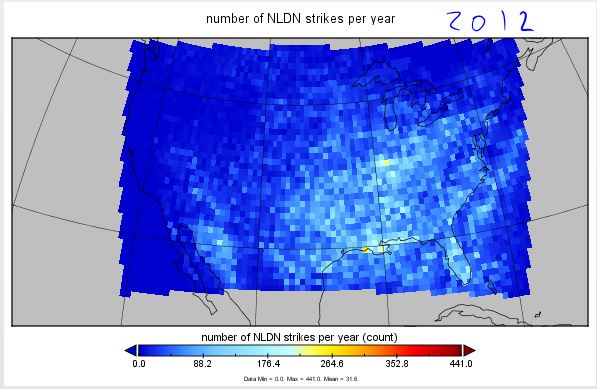 number of NLDN strikes per year 2012
number of NLDN strikes per year (count)
0.0 88.2 176.4 264.6 352.8 441.0
Data Min = 0.0, Max = 441.0, Mean = 31.6